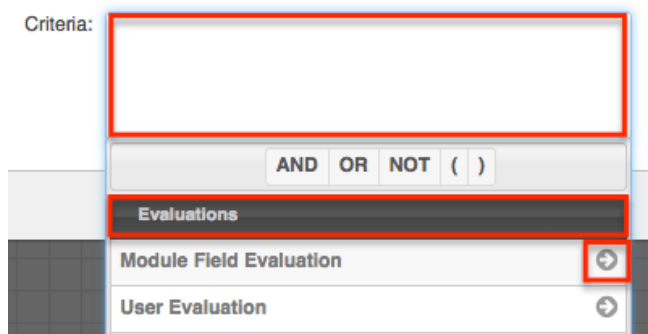 Criteria:
AND OR NOT ( )
Evaluations
Module Field Evaluation
User Evaluation